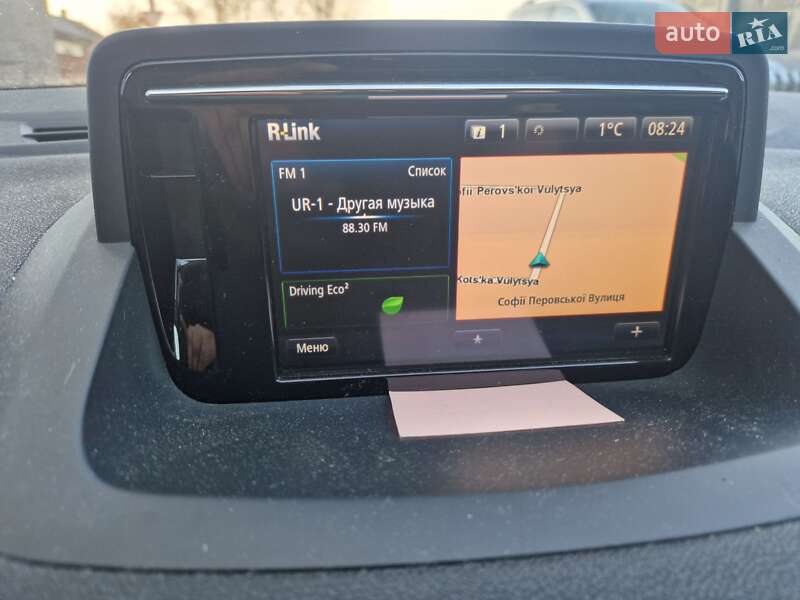 auto RIA .com
R-Link
1
1°C
08:24
FM 1
Список
UR-1 - Другая музыка
88.30 FM
Perovs'koi Vulytsya
Kols'ka Vulytsya
Софії Перовської Вулиця
Driving Eco²
Меню
+